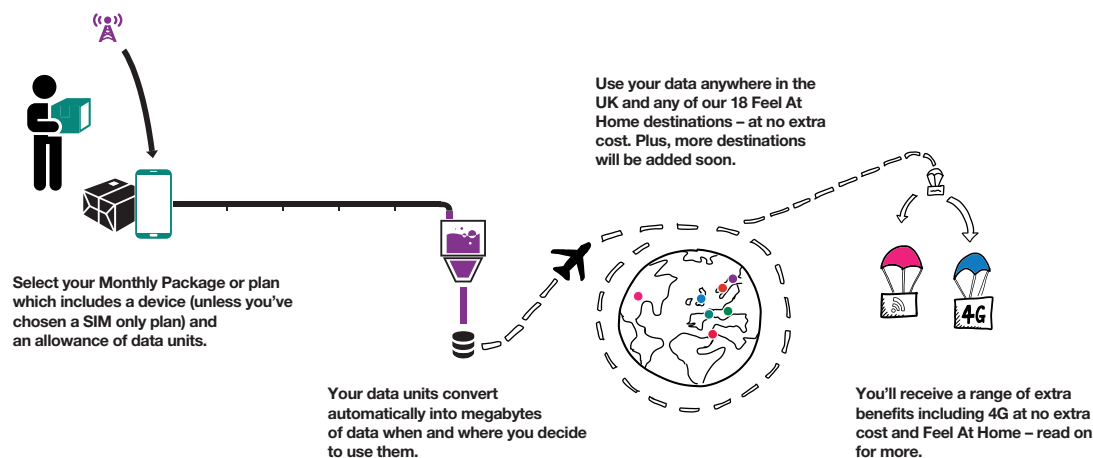 Select your Monthly Package or plan
which includes a device (unless you’ve
chosen a SIM only plan) and
an allowance of data units.
Your data units convert
automatically into megabytes
of data when and where you decide
to use them.
Use your data anywhere in the
UK and any of our 18 Feel At
Home destinations – at no extra
cost. Plus, more destinations
will be added soon.
4G
You’ll receive a range of extra
benefits including 4G at no extra
cost and Feel At Home – read on
for more.